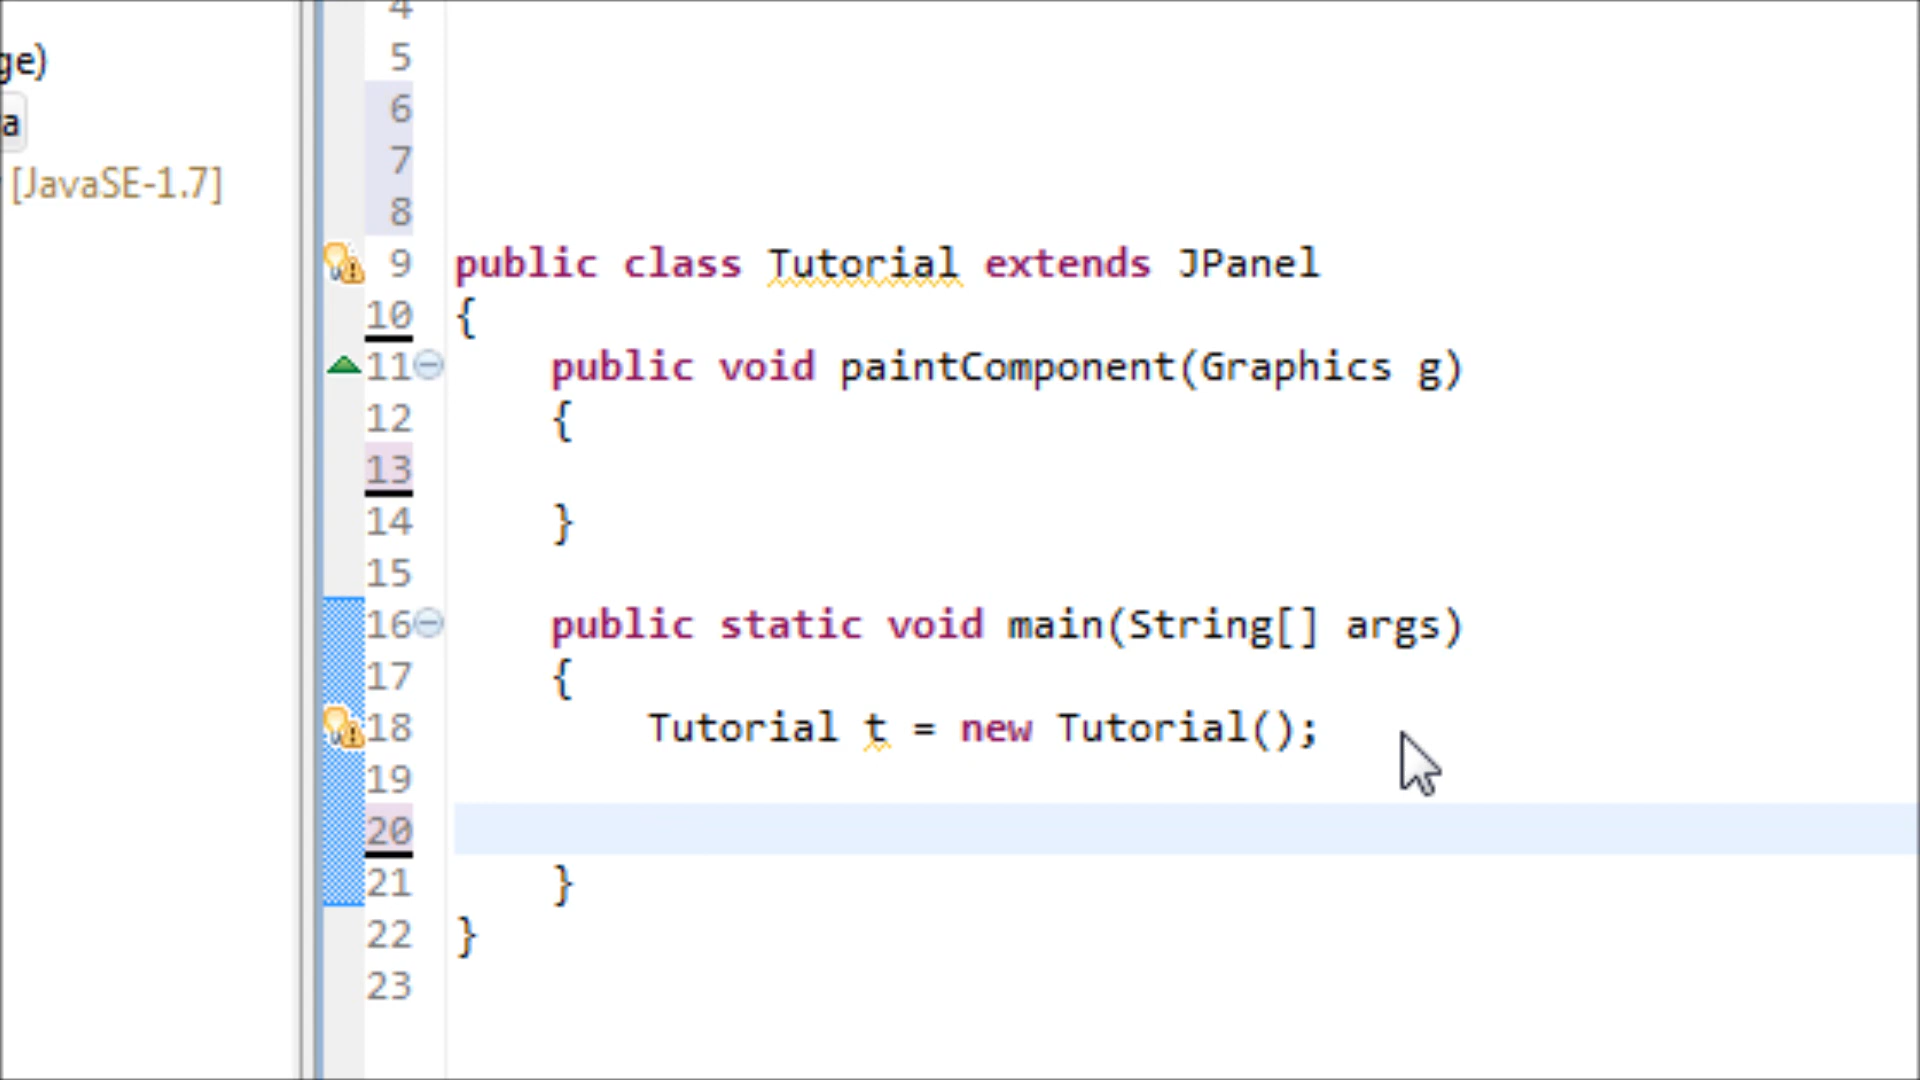 ge)
a
[JavaSE-1.7]
4
5
6
7
8
9 public class Tutorial extends JPanel
10 {
11 public void paintComponent(Graphics g)
12 {
13
14 }
15
16 public static void main(String[] args)
17 {
18 Tutorial t = new Tutorial();
19
20
21 }
22 }
23